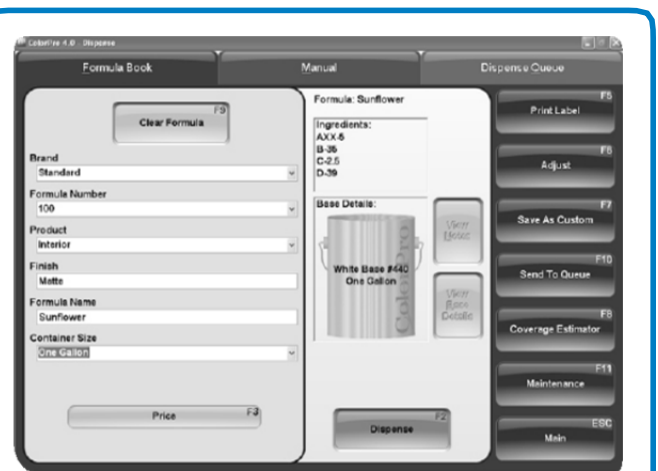 ColorPro 4.0 - Dispense
Formula Book
Manual
Dispense Queue
F9
Clear Formula
Brand
Standard
Formula Number
100
Product
Interior
Finish
Matte
Formula Name
Sunflower
Container Size
One Gallon
Price
F3
Formula: Sunflower
Ingredients:
AXX-5
B-35
C-2.5
D-39
Base Details:
ColorPro
White Base #440
One Gallon
View
Notes
View
Base
Details
Dispense
F2
F5
Print Label
F6
Adjust
F7
Save As Custom
F10
Send To Queue
F8
Coverage Estimator
F11
Maintenance
ESC
Main